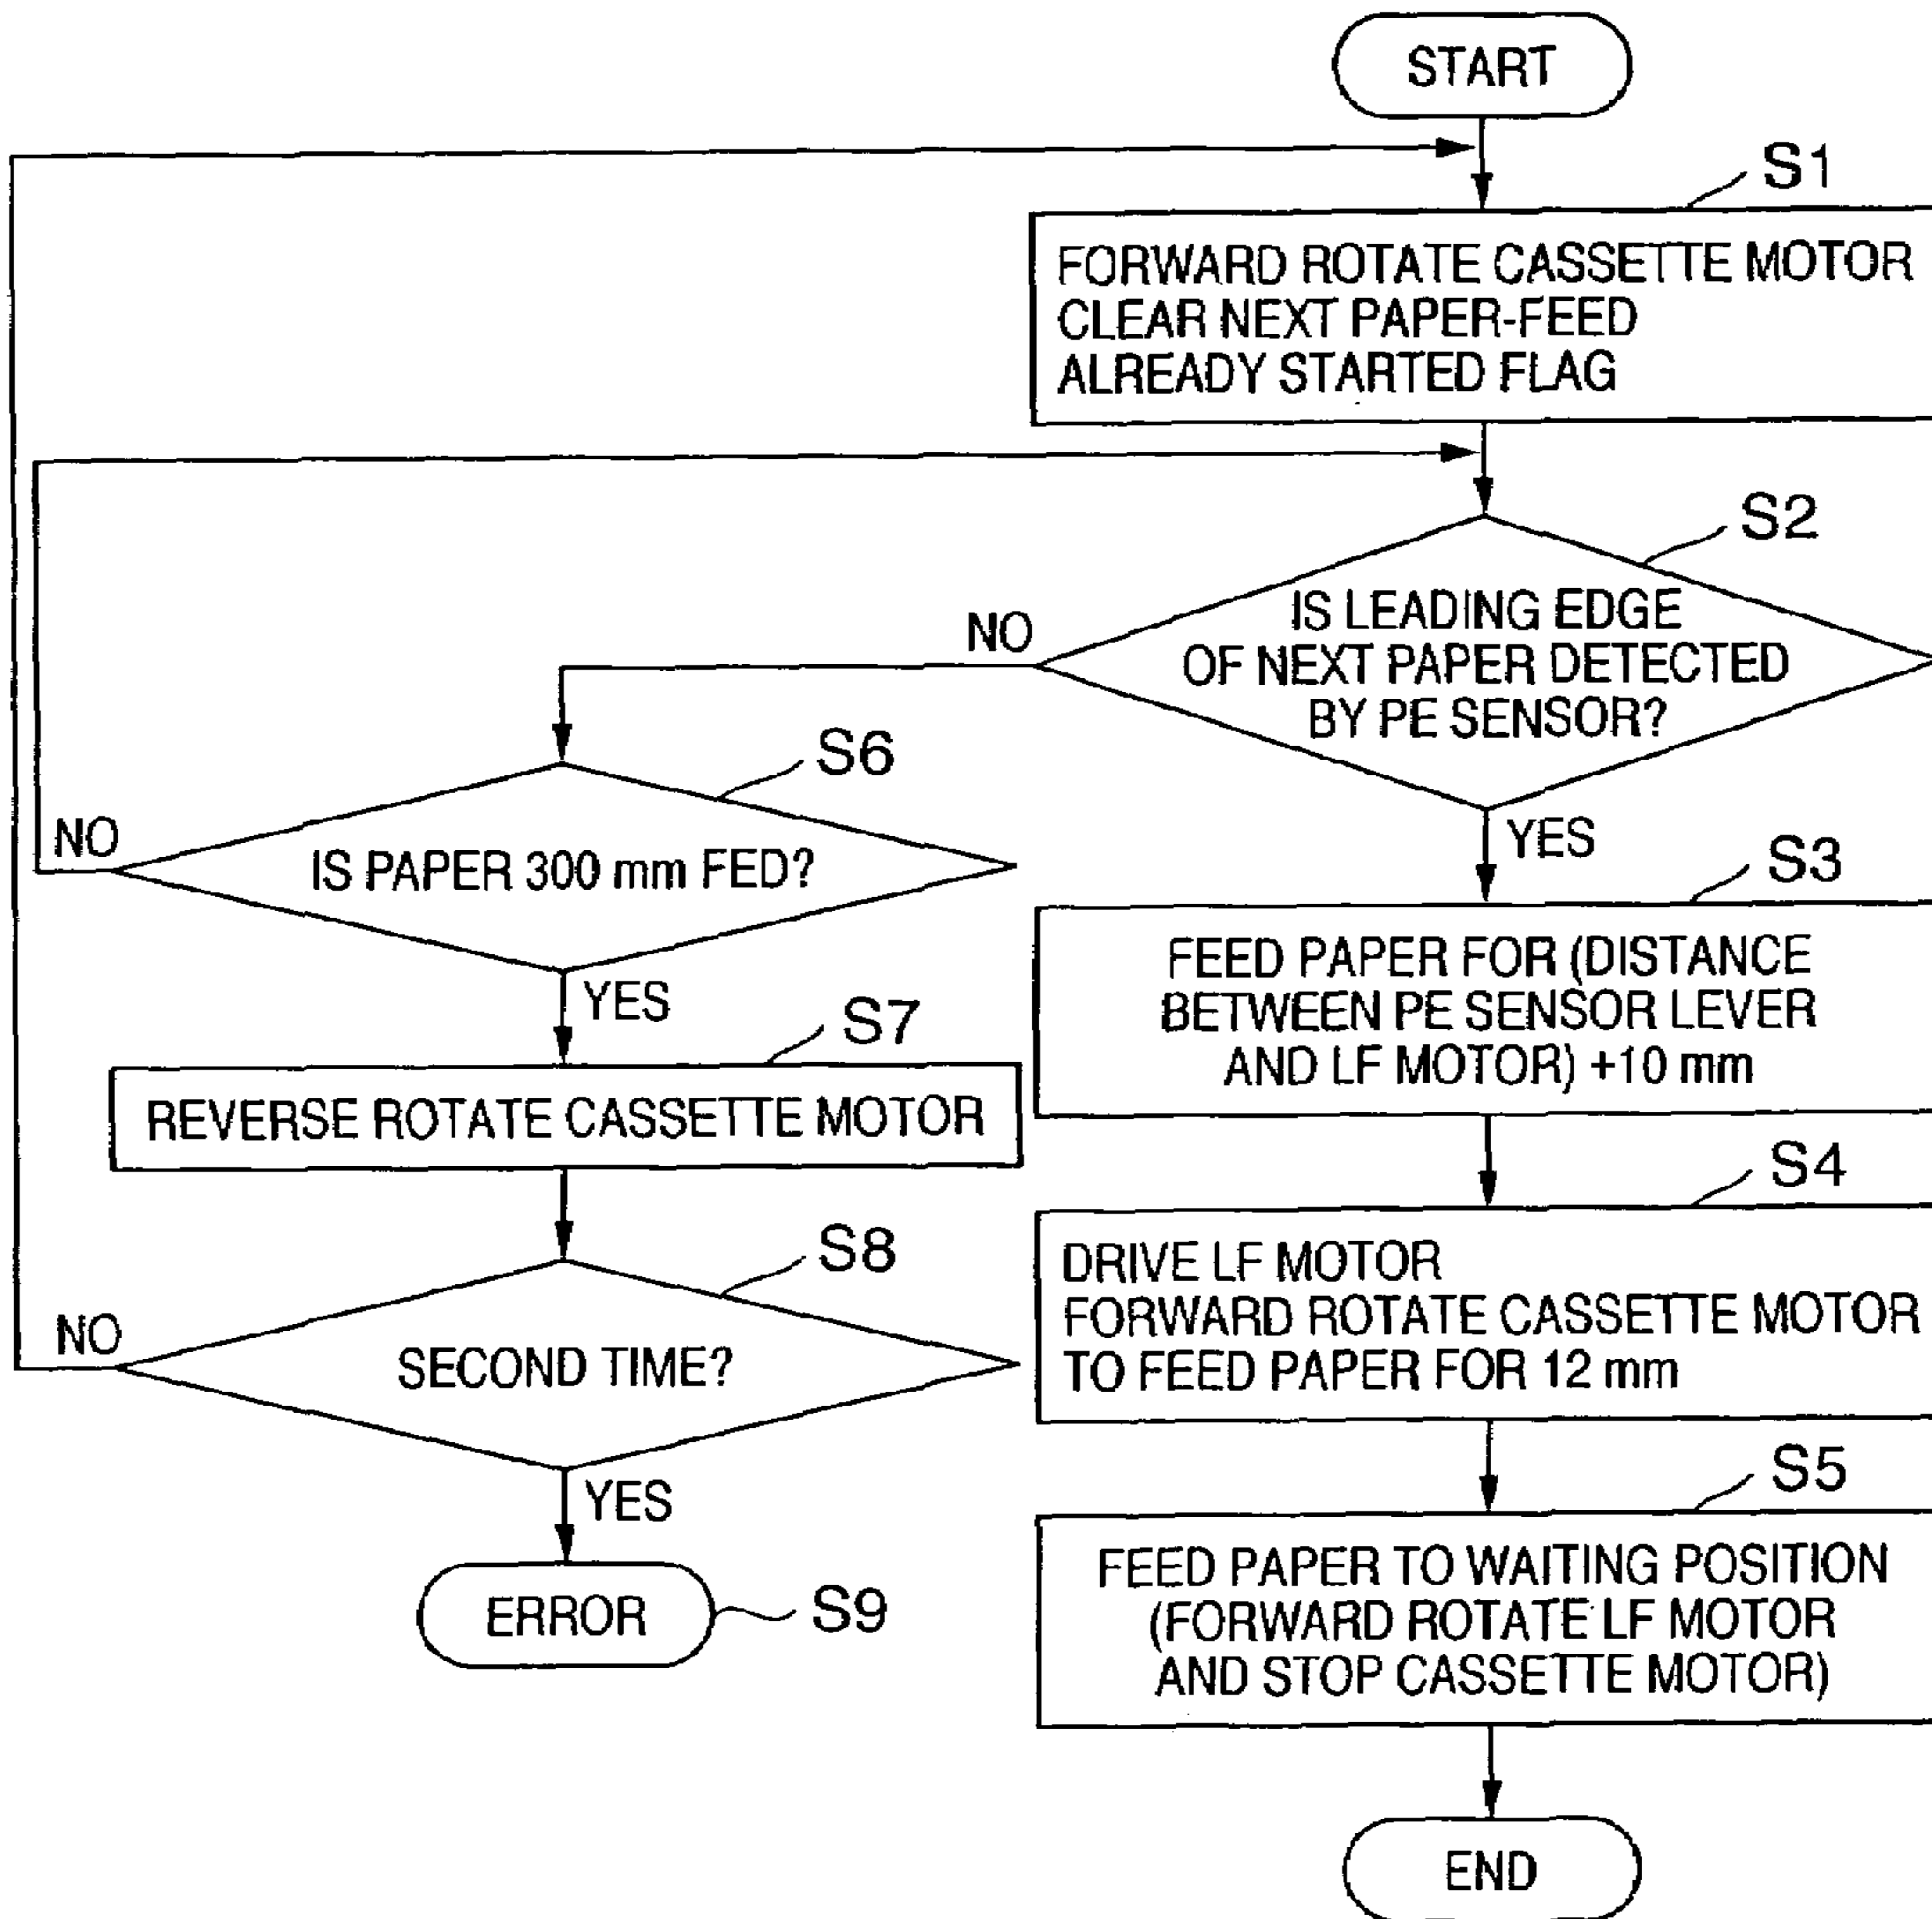 START
S1
FORWARD ROTATE CASSETTE MOTOR
CLEAR NEXT PAPER-FEED
ALREADY STARTED FLAG
S2
IS LEADING EDGE
OF NEXT PAPER DETECTED
BY PE SENSOR?
NO
YES
S6
IS PAPER 300 mm FED?
NO
YES
S3
FEED PAPER FOR (DISTANCE
BETWEEN PE SENSOR LEVER
AND LF MOTOR) +10 mm
S7
REVERSE ROTATE CASSETTE MOTOR
S4
DRIVE LF MOTOR
FORWARD ROTATE CASSETTE MOTOR
TO FEED PAPER FOR 12 mm
S8
SECOND TIME?
NO
YES
S5
FEED PAPER TO WAITING POSITION
(FORWARD ROTATE LF MOTOR
AND STOP CASSETTE MOTOR)
ERROR
S9
END